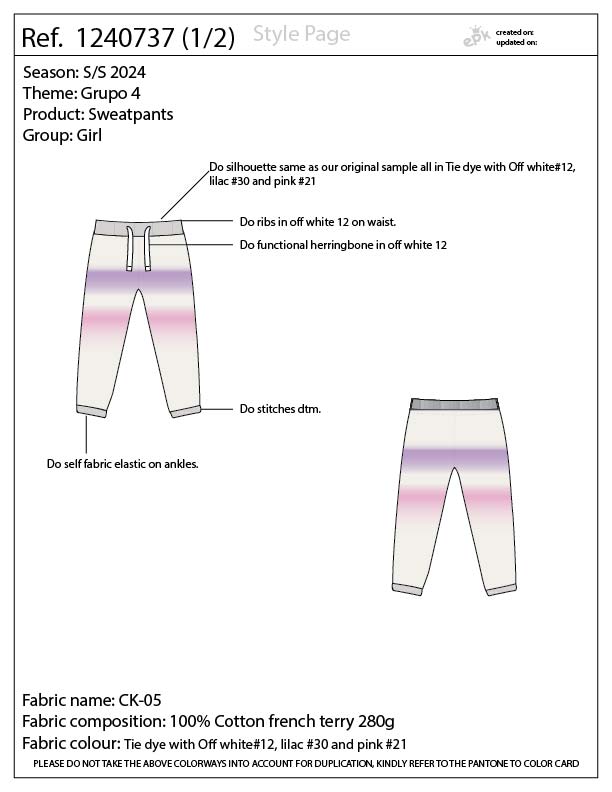 Ref. 1240737 (1/2)
Style Page
epk
created on:
updated on:
Season: S/S 2024
Theme: Grupo 4
Product: Sweatpants
Group: Girl
Do silhouette same as our original sample all in Tie dye with Off white#12,
lilac #30 and pink #21
Do ribs in off white 12 on waist.
Do functional herringbone in off white 12
Do stitches dtm.
Do self fabric elastic on ankles.
Fabric name: CK-05
Fabric composition: 100% Cotton french terry 280g
Fabric colour: Tie dye with Off white#12, lilac #30 and pink #21
PLEASE DO NOT TAKE THE ABOVE COLORWAYS INTO ACCOUNT FOR DUPLICATION, KINDLY REFER TO THE PANTONE TO COLOR CARD